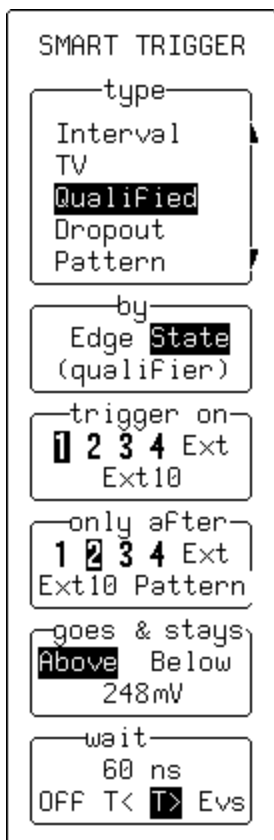 SMART TRIGGER
type
Interval
TV
Qualified
Dropout
Pattern
by
Edge State
(qualifier)
trigger on
1 2 3 4 Ext
Ext10
only after
1 2 3 4 Ext
Ext10 Pattern
goes & stays
Above Below
248mV
wait
60 ns
OFF T< T> Evs